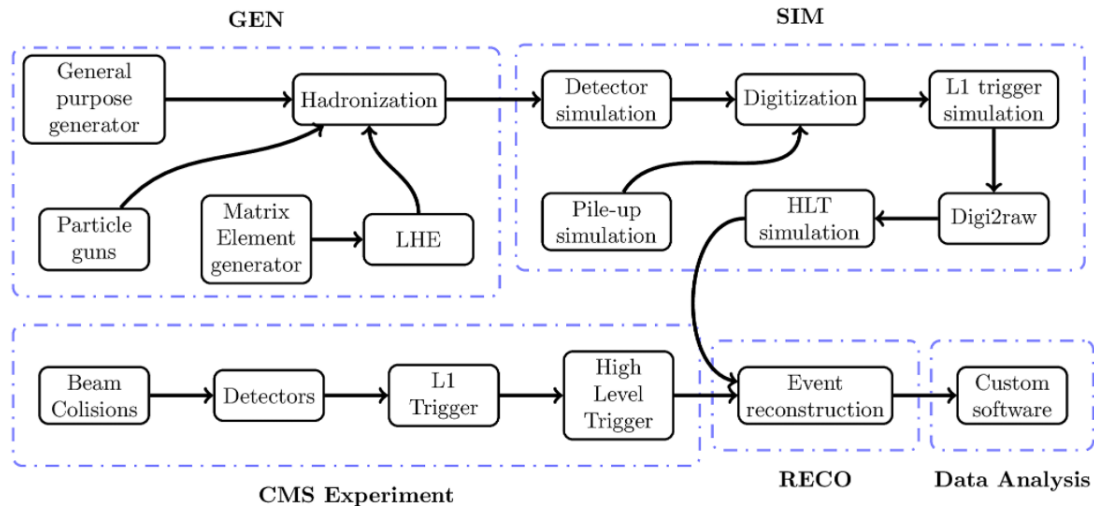 GEN
General
purpose
generator
Hadronization
Particle
guns
Matrix
Element
generator
LHE
SIM
Detector
simulation
Digitization
L1 trigger
simulation
Pile-up
simulation
HLT
simulation
Digi2raw
Beam
Colisions
Detectors
L1
Trigger
High
Level
Trigger
CMS Experiment
Event
reconstruction
RECO
Custom
software
Data Analysis